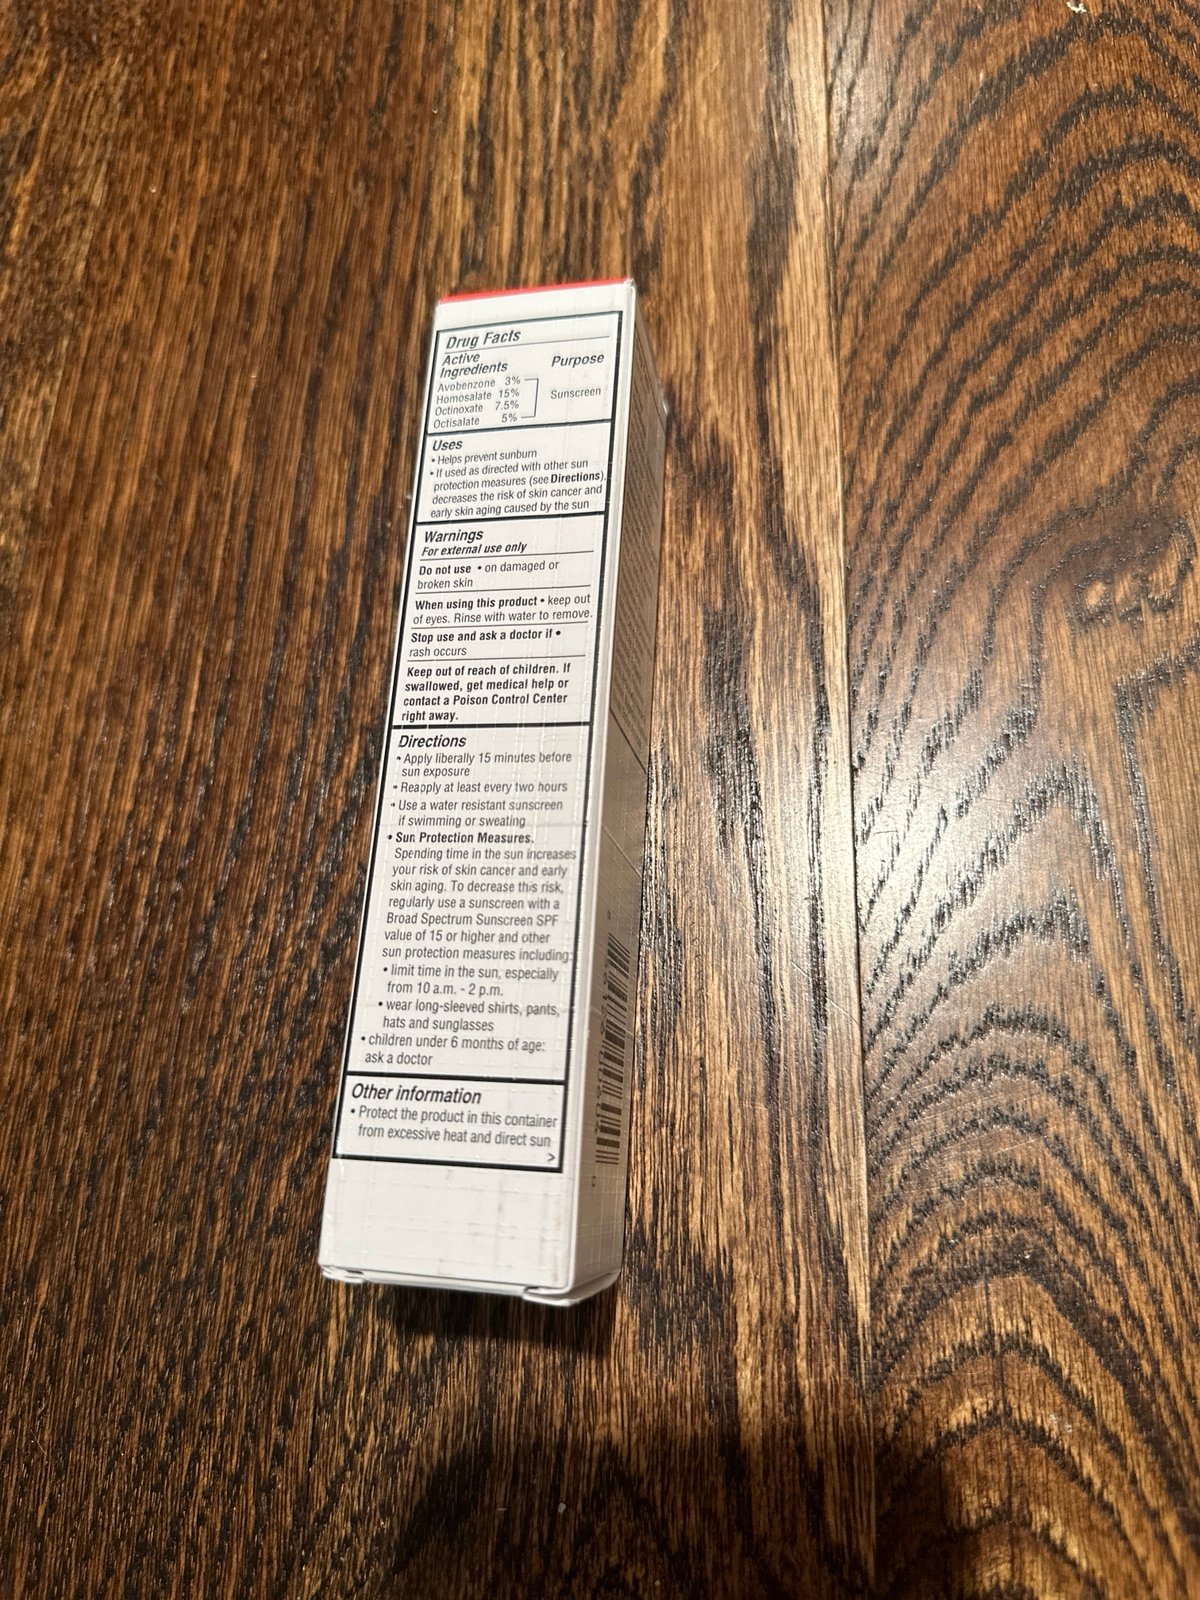 Drug Facts
Active
Ingredients
Purpose
Avobenzone 3%
Homosalate 15%
Octinoxate 7.5%
Octisalate 5%
Sunscreen
Uses
• Helps prevent sunburn
• If used as directed with other sun
protection measures (see Directions),
decreases the risk of skin cancer and
early skin aging caused by the sun
Warnings
For external use only
Do not use • on damaged or
broken skin
When using this product • keep out
of eyes. Rinse with water to remove.
Stop use and ask a doctor if •
rash occurs
Keep out of reach of children. If
swallowed, get medical help or
contact a Poison Control Center
right away.
Directions
• Apply liberally 15 minutes before
sun exposure
• Reapply at least every two hours
• Use a water resistant sunscreen
if swimming or sweating
• Sun Protection Measures.
Spending time in the sun increases
your risk of skin cancer and early
skin aging. To decrease this risk,
regularly use a sunscreen with a
Broad Spectrum Sunscreen SPF
value of 15 or higher and other
sun protection measures including:
• limit time in the sun, especially
from 10 a.m. - 2 p.m.
• wear long-sleeved shirts, pants,
hats and sunglasses
• children under 6 months of age:
ask a doctor
Other information
• Protect the product in this container
from excessive heat and direct sun
>